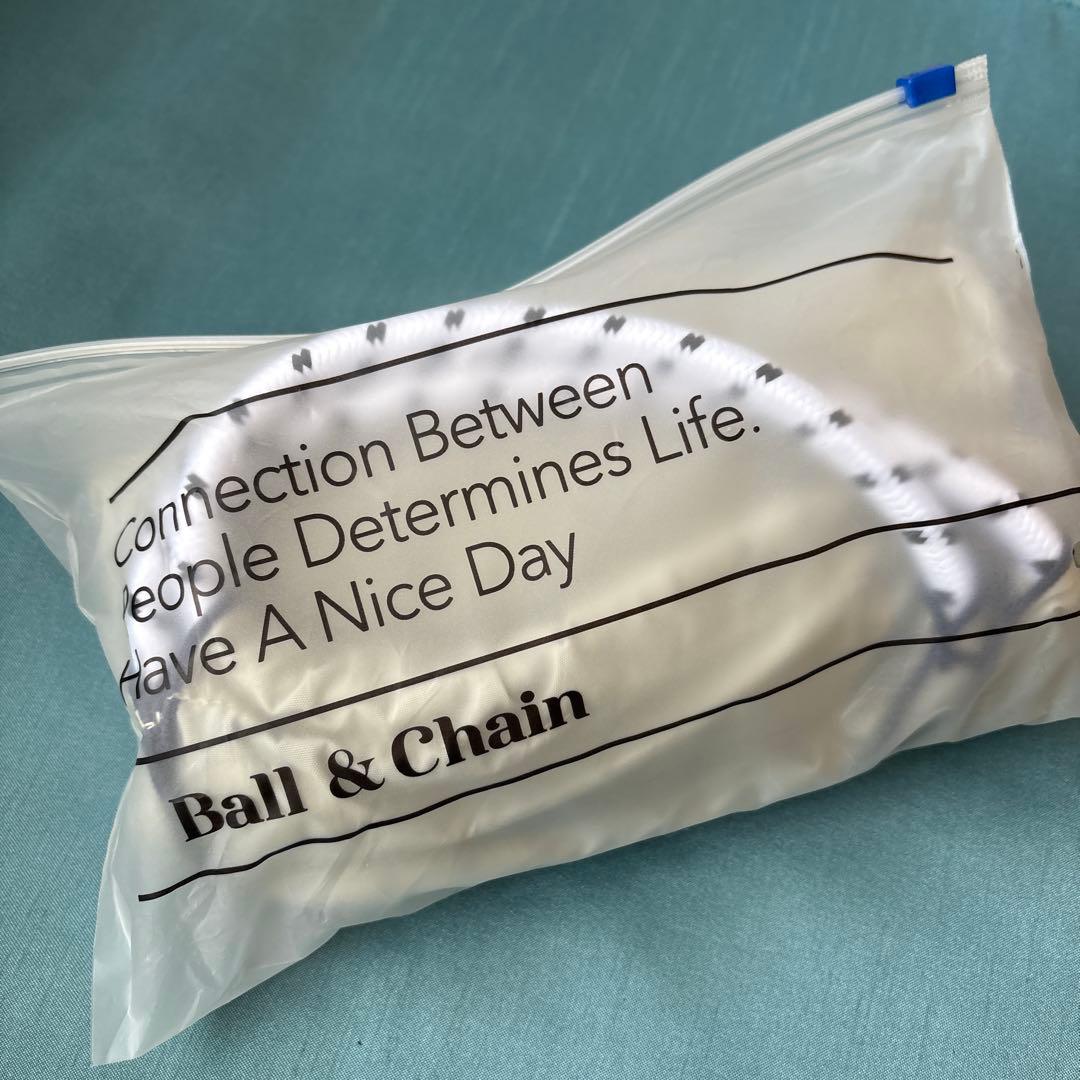 Connection Between
People Determines Life.
Have A Nice Day
Ball & Chain